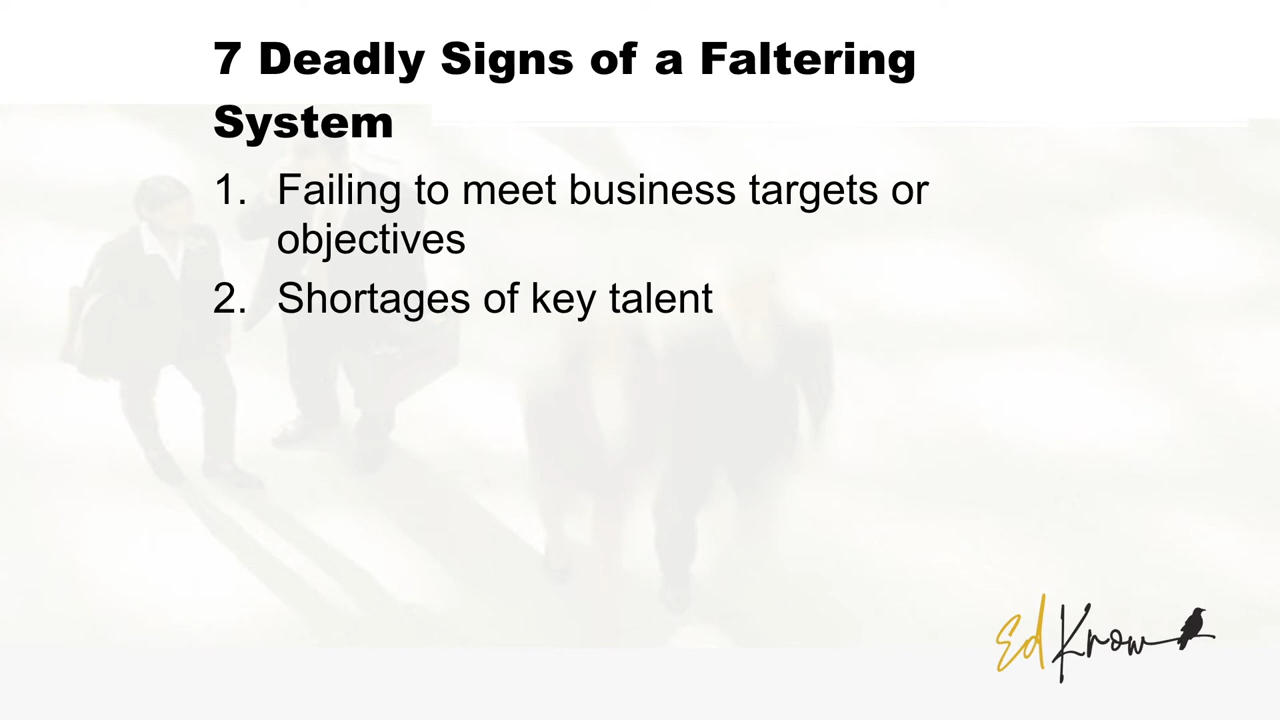 7 Deadly Signs of a Faltering
System
1. Failing to meet business targets or
objectives
2. Shortages of key talent
Ed Know